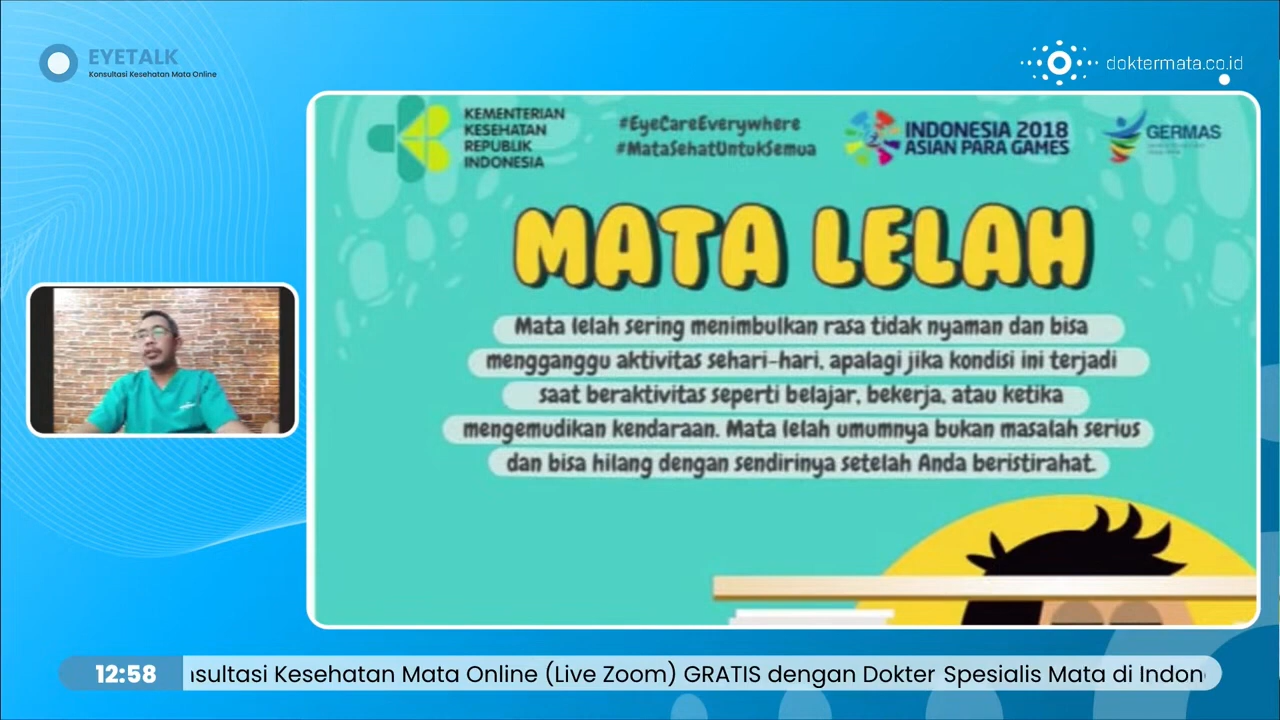 EYETALK
Konsultasi Kesehatan Mata Online
doktermata.co.id
KEMENTERIAN
KESEHATAN
REPUBLIK
INDONESIA
#EyeCareEverywhere
#MataSehatUntukSemua
INDONESIA 2018
ASIAN PARA GAMES
GERMAS
MATA LELAH
Mata lelah sering menimbulkan rasa tidak nyaman dan bisa
mengganggu aktivitas sehari-hari, apalagi jika kondisi ini terjadi
saat beraktivitas seperti belajar, bekerja, atau ketika
mengemudikan kendaraan. Mata lelah umumnya bukan masalah serius
dan bisa hilang dengan sendirinya setelah Anda beristirahat.
12:58
nsultasi Kesehatan Mata Online (Live Zoom) GRATIS dengan Dokter Spesialis Mata di Indon